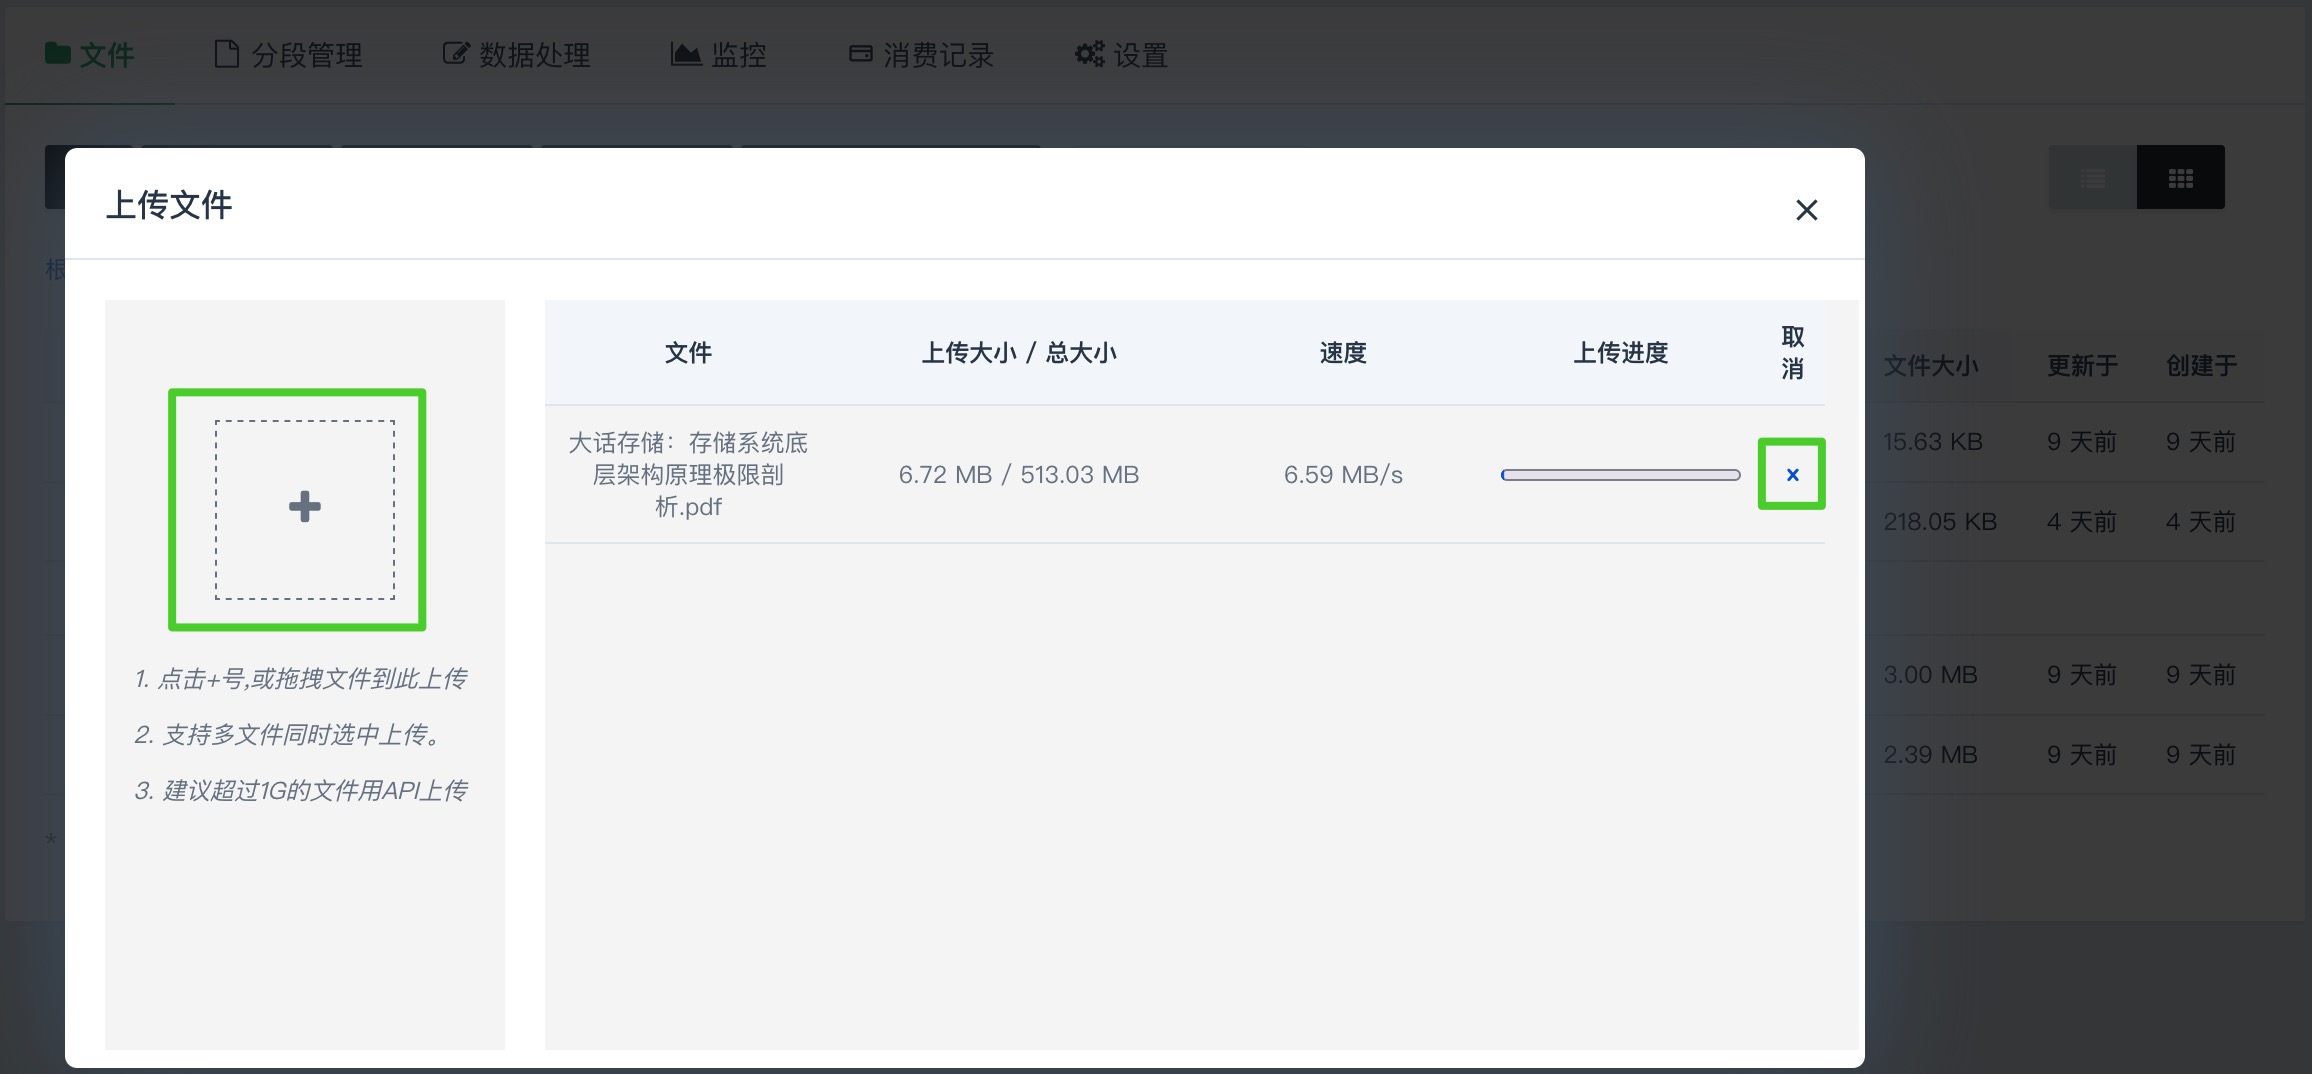 文件 分段管理 数据处理 监控 消费记录 设置
上传文件
根
文件 上传大小 / 总大小 速度 上传进度 取消
大话存储：存储系统底
层架构原理极限剖
析.pdf
6.72 MB / 513.03 MB 6.59 MB/s
1. 点击+号,或拖拽文件到此上传
2. 支持多文件同时选中上传。
3. 建议超过1G的文件用API上传
文件大小 更新于 创建于
15.63 KB 9 天前 9 天前
218.05 KB 4 天前 4 天前
3.00 MB 9 天前 9 天前
2.39 MB 9 天前 9 天前
*